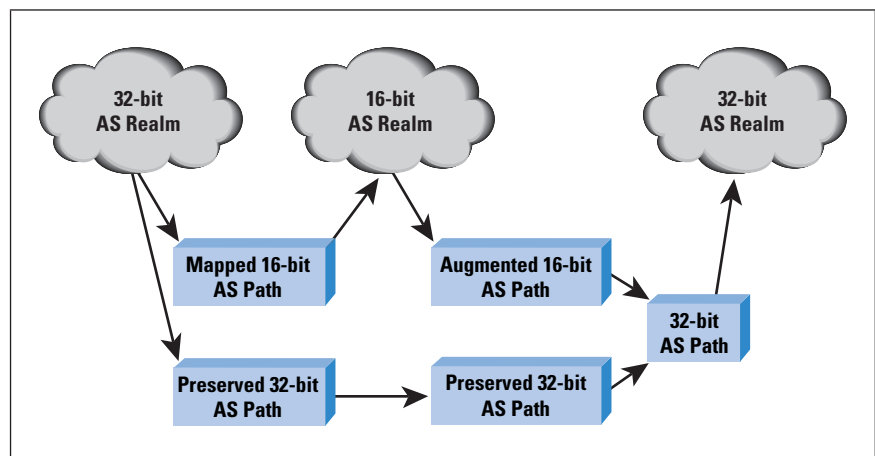 32-bit
AS Realm
16-bit
AS Realm
32-bit
AS Realm
Mapped 16-bit
AS Path
Augmented 16-bit
AS Path
32-bit
AS Path
Preserved 32-bit
AS Path
Preserved 32-bit
AS Path